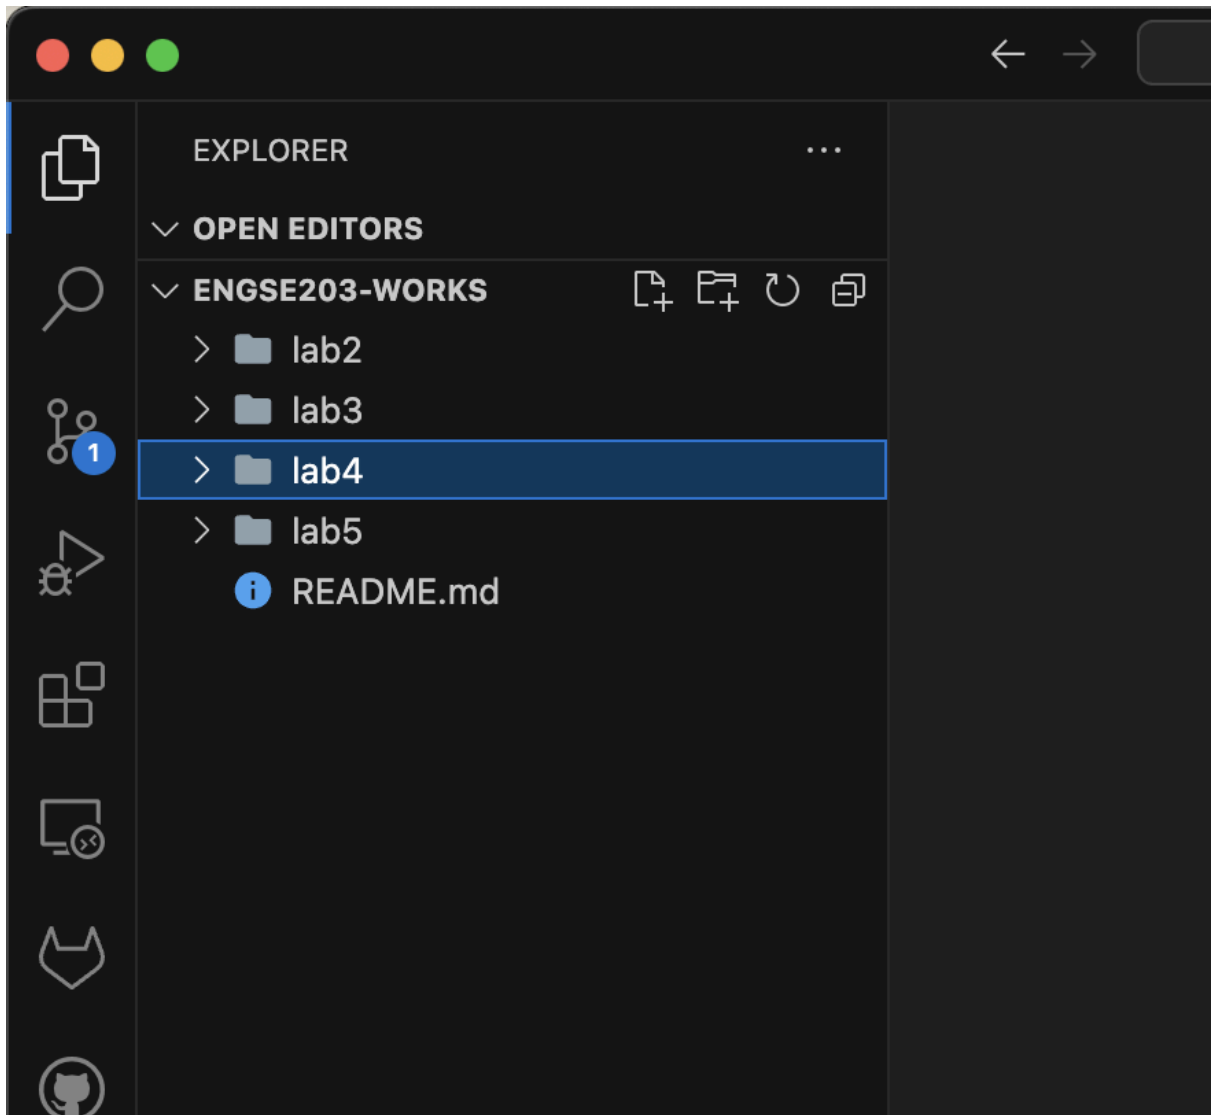 EXPLORER
OPEN EDITORS
ENGSE203-WORKS
lab2
lab3
1
lab4
lab5
README.md